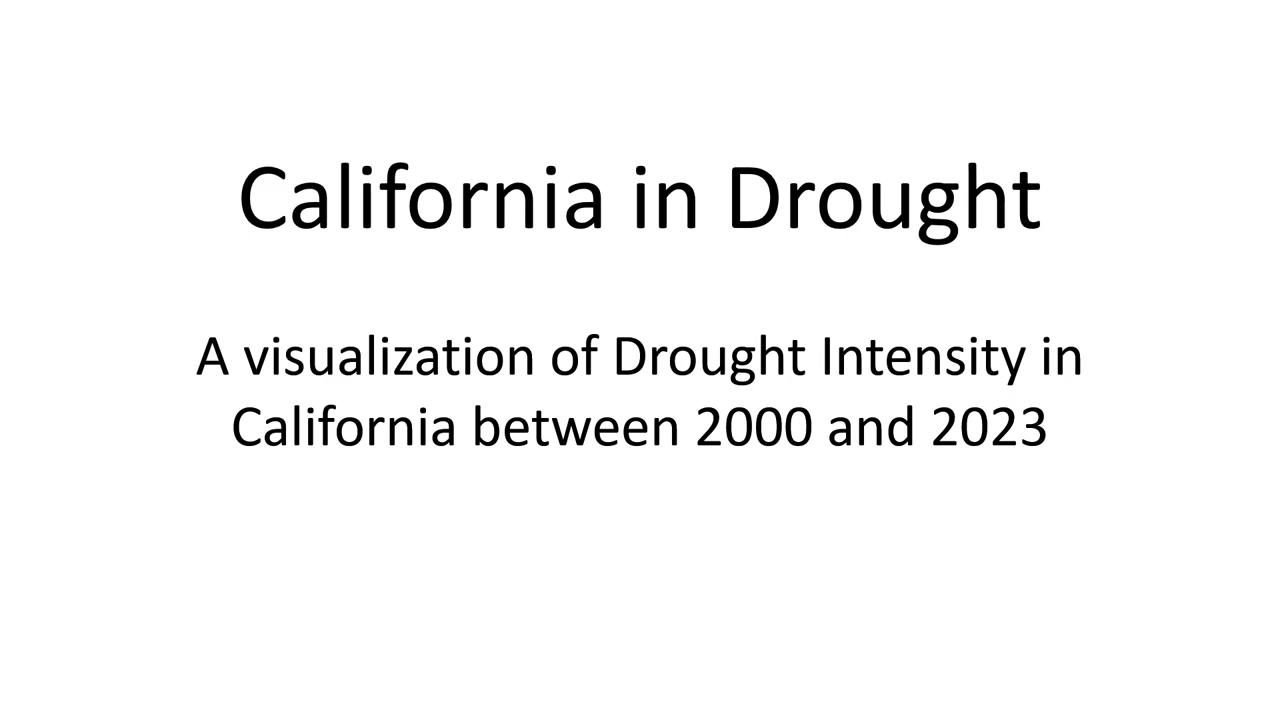 California in Drought
A visualization of Drought Intensity in
California between 2000 and 2023